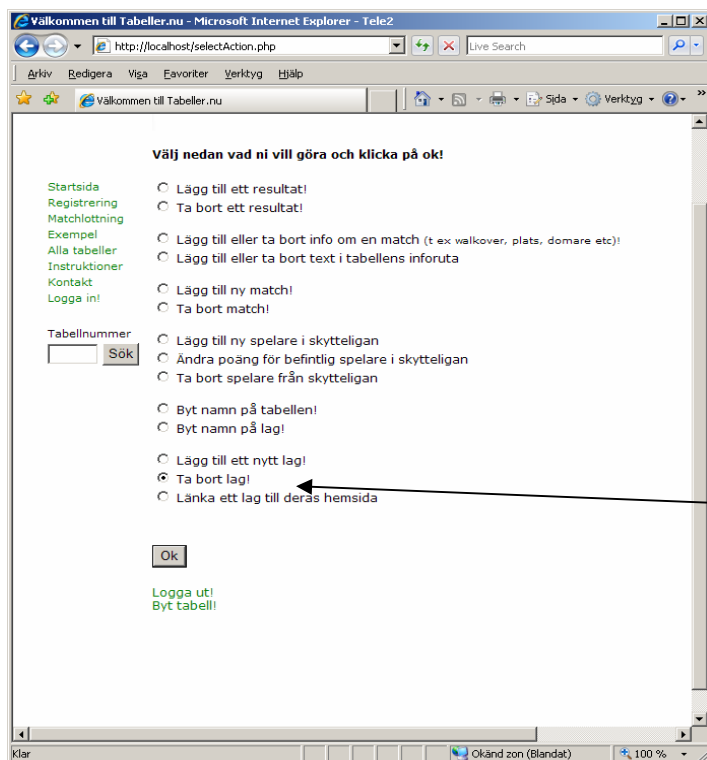 Välkommen till Tabeller.nu - Microsoft Internet Explorer - Tele2
http://localhost/selectAction.php
Live Search
Arkiv Redigera Visa Favoriter Verktyg Hjälp
Välkommen till Tabeller.nu
Sida
Verktyg
»
Välj nedan vad ni vill göra och klicka på ok!
Startsida
Registrering
Matchlottning
Exempel
Alla tabeller
Instruktioner
Kontakt
Logga in!
Tabellnummer
Sök
Lägg till ett resultat!
Ta bort ett resultat!
Lägg till eller ta bort info om en match (t ex walkover, plats, domare etc)!
Lägg till eller ta bort text i tabellens inforuta
Lägg till ny match!
Ta bort match!
Lägg till ny spelare i skytteligan
Ändra poäng för befintlig spelare i skytteligan
Ta bort spelare från skytteligan
Byt namn på tabellen!
Byt namn på lag!
Lägg till ett nytt lag!
Ta bort lag!
Länka ett lag till deras hemsida
Ok
Logga ut!
Byt tabell!
Klar
Okänd zon (Blandat)
100 %